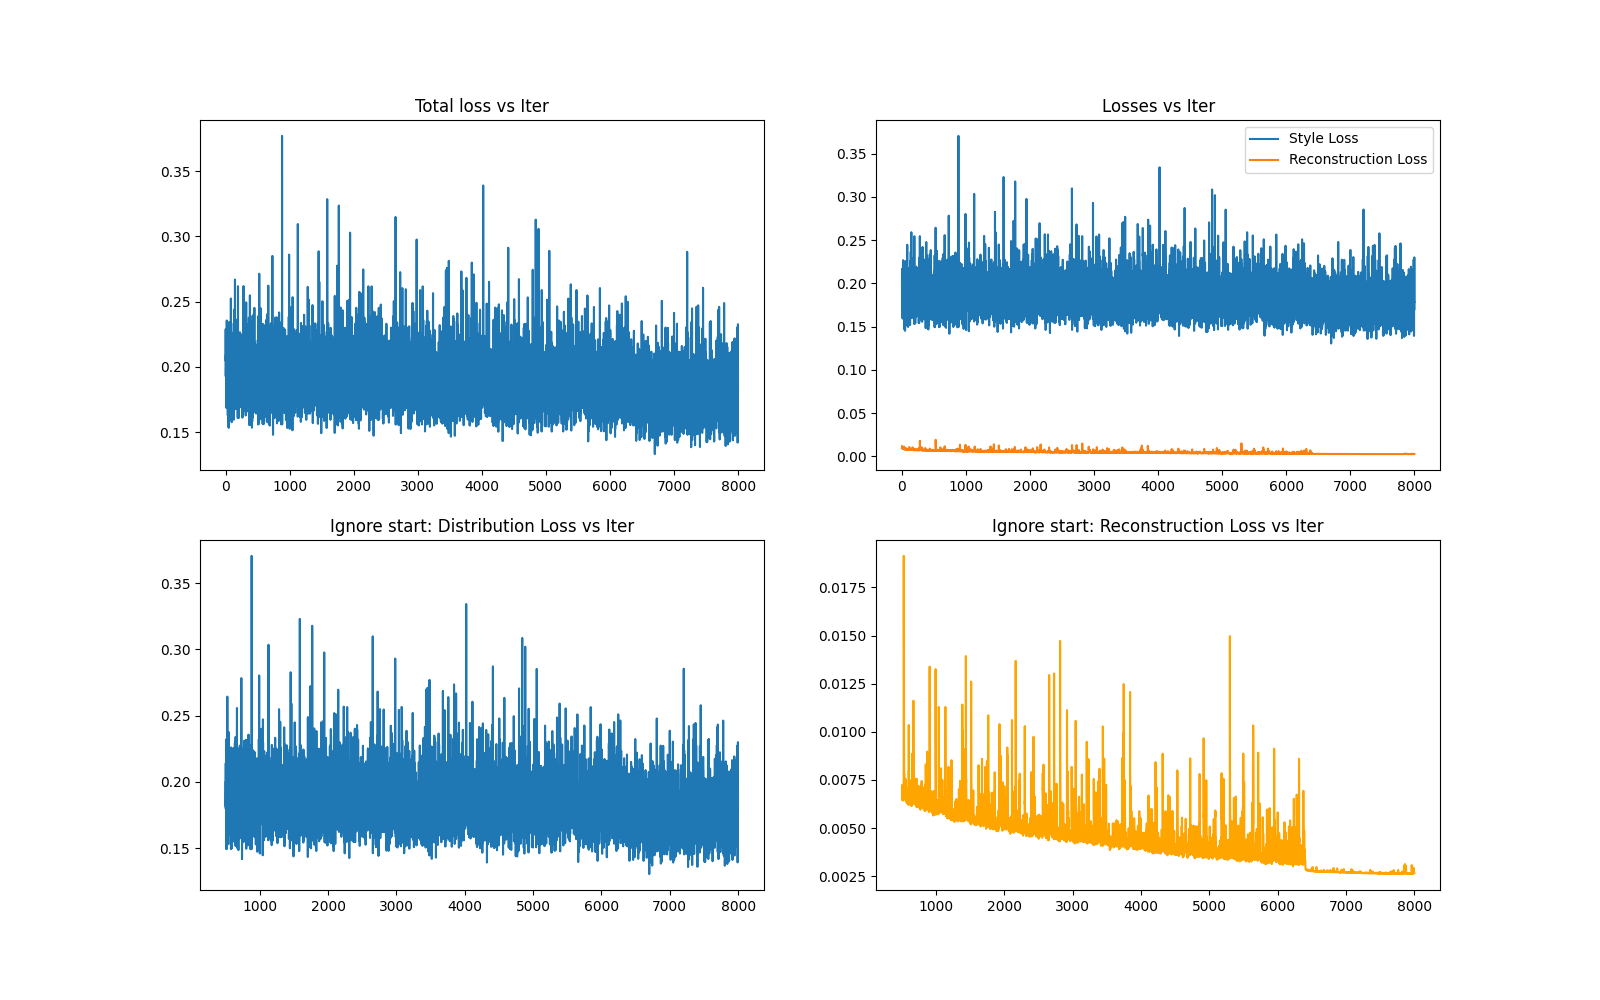 Total loss vs Iter
0.35
0.30
0.25
0.20
0.15
0 1000 2000 3000 4000 5000 6000 7000 8000
Losses vs Iter
Style Loss
Reconstruction Loss
0.35
0.30
0.25
0.20
0.15
0.10
0.05
0.00
0 1000 2000 3000 4000 5000 6000 7000 8000
Ignore start: Distribution Loss vs Iter
0.35
0.30
0.25
0.20
0.15
1000 2000 3000 4000 5000 6000 7000 8000
Ignore start: Reconstruction Loss vs Iter
0.0175
0.0150
0.0125
0.0100
0.0075
0.0050
0.0025
1000 2000 3000 4000 5000 6000 7000 8000